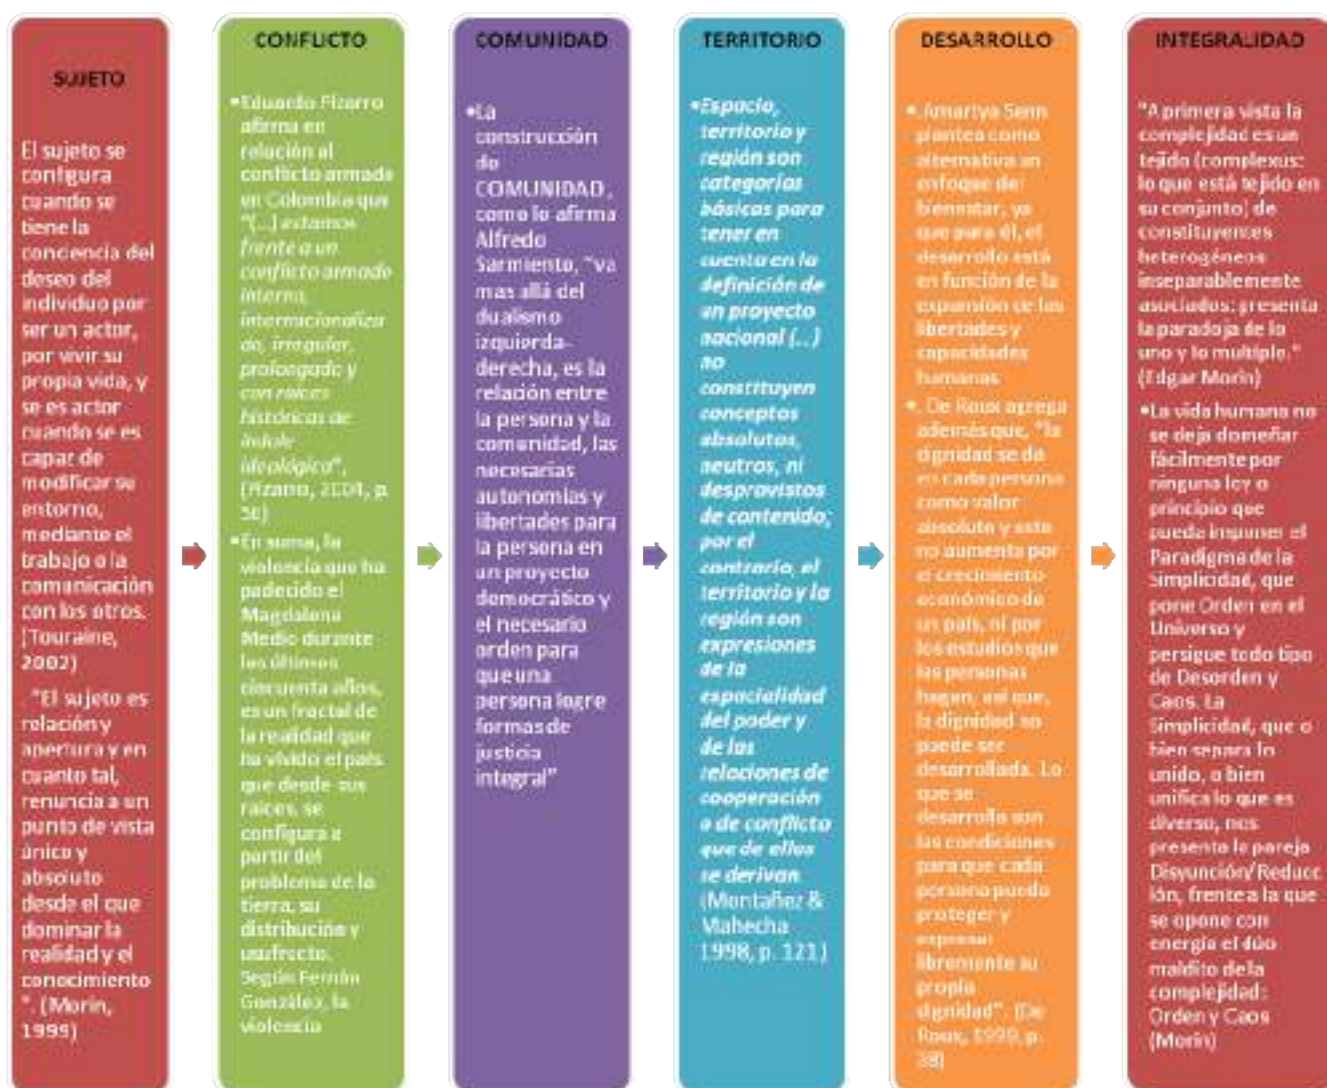 SUJETO
El sujeto se
configura
cuando se
tiene la
conciencia del
deseo del
individuo por
ser un actor,
por vivir su
propia vida, y
se es actor
cuando se es
capaz de
modificar su
entorno,
mediante el
trabajo o la
comunicación
con los otros.
(Touraine,
2002)
"El sujeto es
relación y
apertura y en
cuanto tal,
renuncia a un
punto de vista
único y
absoluto
desde el que
dominar la
realidad y el
conocimiento
". (Morin,
1999)
CONFLICTO
•Eduardo Pizarro
afirma en
relación al
conflicto armado
en Colombia que
"(...) estamos
frente a un
conflicto armado
interno,
internacionaliza
do, irregular,
prolongado y
con raíces
históricas de
índole
ideológica",
(Pizarro, 2004, p.
)
•En suma, la
violencia que ha
padecido el
Magdalena
Medio durante
los últimos
cincuenta años,
es un fractal de
la realidad que
ha vivido el país
que desde sus
raíces, se
configura a
partir del
problema de la
tierra, su
distribución y
usufructo.
Según Fernán
González, la
violencia
COMUNIDAD
•La
construcción
de
COMUNIDAD,
como lo afirma
Alfredo
Sarmiento, "va
mas allá del
dualismo
izquierda-
derecha, es la
relación entre
la persona y la
comunidad, las
necesarias
autonomías y
libertades para
la persona en
un proyecto
democrático y
el necesario
orden para
que una
persona logre
formas de
justicia
integral"
TERRITORIO
•Espacio,
territorio y
región son
categorías
básicas para
tener en
cuenta en la
definición de
un proyecto
nacional (...)
no
constituyen
conceptos
absolutos,
neutros, ni
desprovistos
de contenido;
por el
contrario, el
territorio y la
región son
expresiones
de la
espacialidad
del poder y
de las
relaciones de
cooperación
o de conflicto
que de ellas
se derivan
(Montañez &
Mahecha
1998, p. 121)
DESARROLLO
•. Amartya Senn
plantea como
alternativa un
enfoque del
bienestar, ya
que para él, el
desarrollo está
en función de la
expansión de las
libertades y
capacidades
humanas
•. De Roux agrega
además que, "la
dignidad se da
en cada persona
como valor
absoluto y esto
no aumenta por
el crecimiento
económico de
un país, ni por
los estudios que
las personas
hagan, así que,
la dignidad no
puede ser
desarrollada. Lo
que se
desarrolla son
las condiciones
para que cada
persona pueda
proteger y
expresar
libremente su
propia
dignidad". (De
Roux, 1999, p.
)
INTEGRALIDAD
"A primera vista la
complejidad es un
tejido (complexus:
lo que está tejido en
su conjunto) de
constituyentes
heterogéneos
inseparablemente
asociados: presenta
la paradoja de lo
uno y lo multiple."
(Edgar Morin)
•La vida humana no
se deja domeñar
fácilmente por
ninguna ley o
principio que
pueda imponer el
Paradigma de la
Simplicidad, que
pone Orden en el
Universo y
persigue todo tipo
de Desorden y
Caos. La
Simplicidad, que o
bien separa lo
unido, o bien
unifica lo que es
diverso, nos
presenta la pareja
Disyunción/Reducc
ión, frente a la que
se opone con
energía el dúo
maldito de la
complejidad:
Orden y Caos
(Morin)